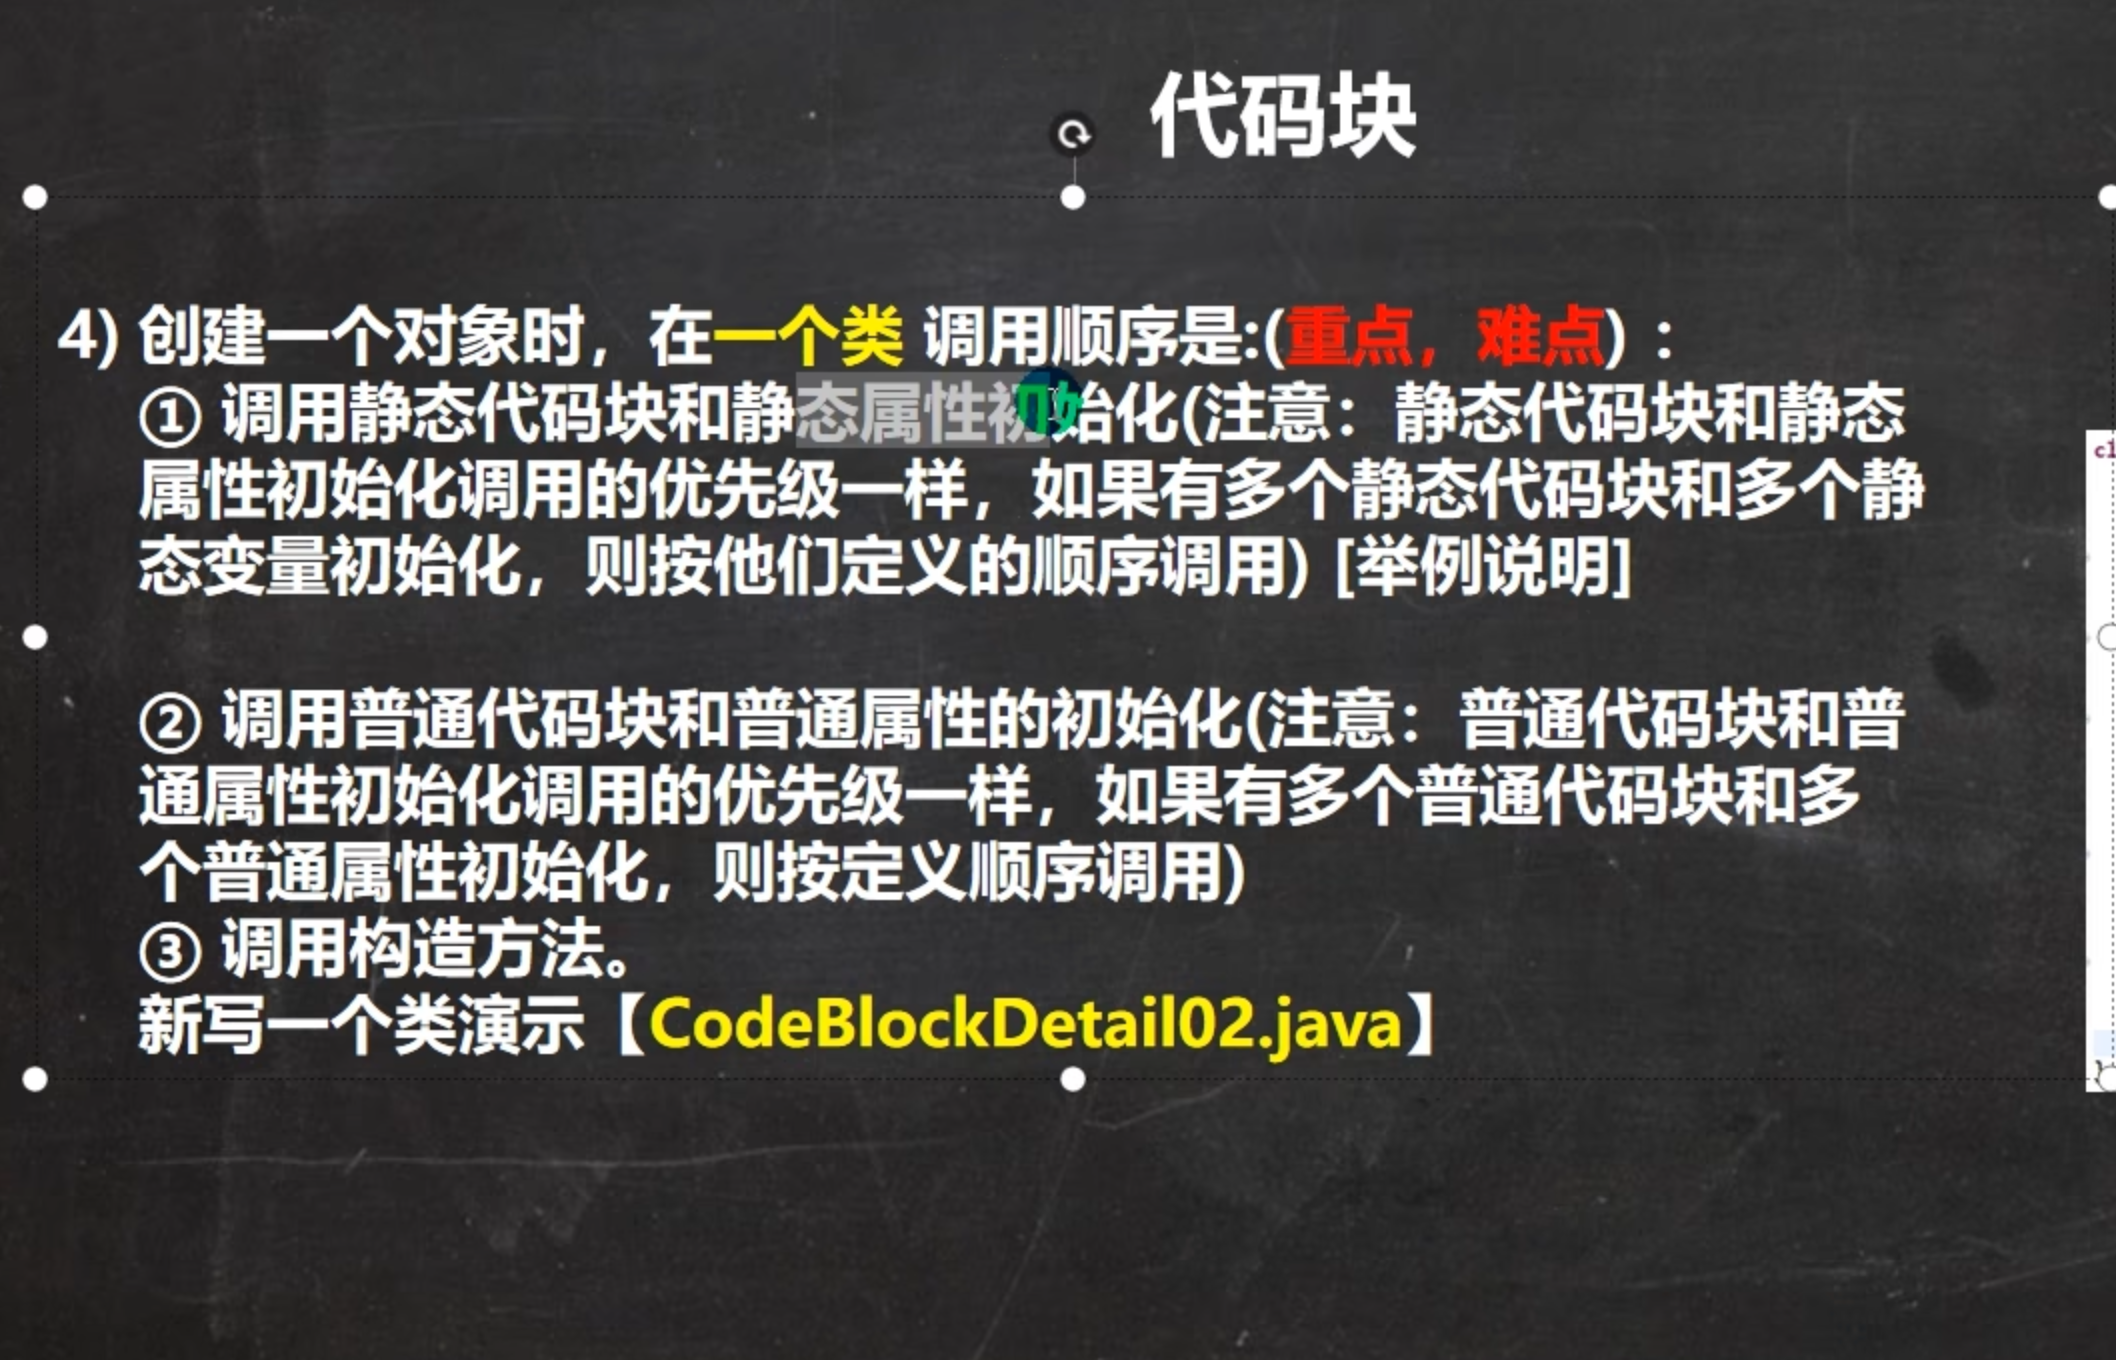 代码块
4) 创建一个对象时，在一个类 调用顺序是:(重点，难点)：
① 调用静态代码块和静态属性初始化(注意：静态代码块和静态
属性初始化调用的优先级一样，如果有多个静态代码块和多个静
态变量初始化，则按他们定义的顺序调用) [举例说明]
② 调用普通代码块和普通属性的初始化(注意：普通代码块和普
通属性初始化调用的优先级一样，如果有多个普通代码块和多
个普通属性初始化，则按定义顺序调用)
③ 调用构造方法。
新写一个类演示【CodeBlockDetail02.java】
cl